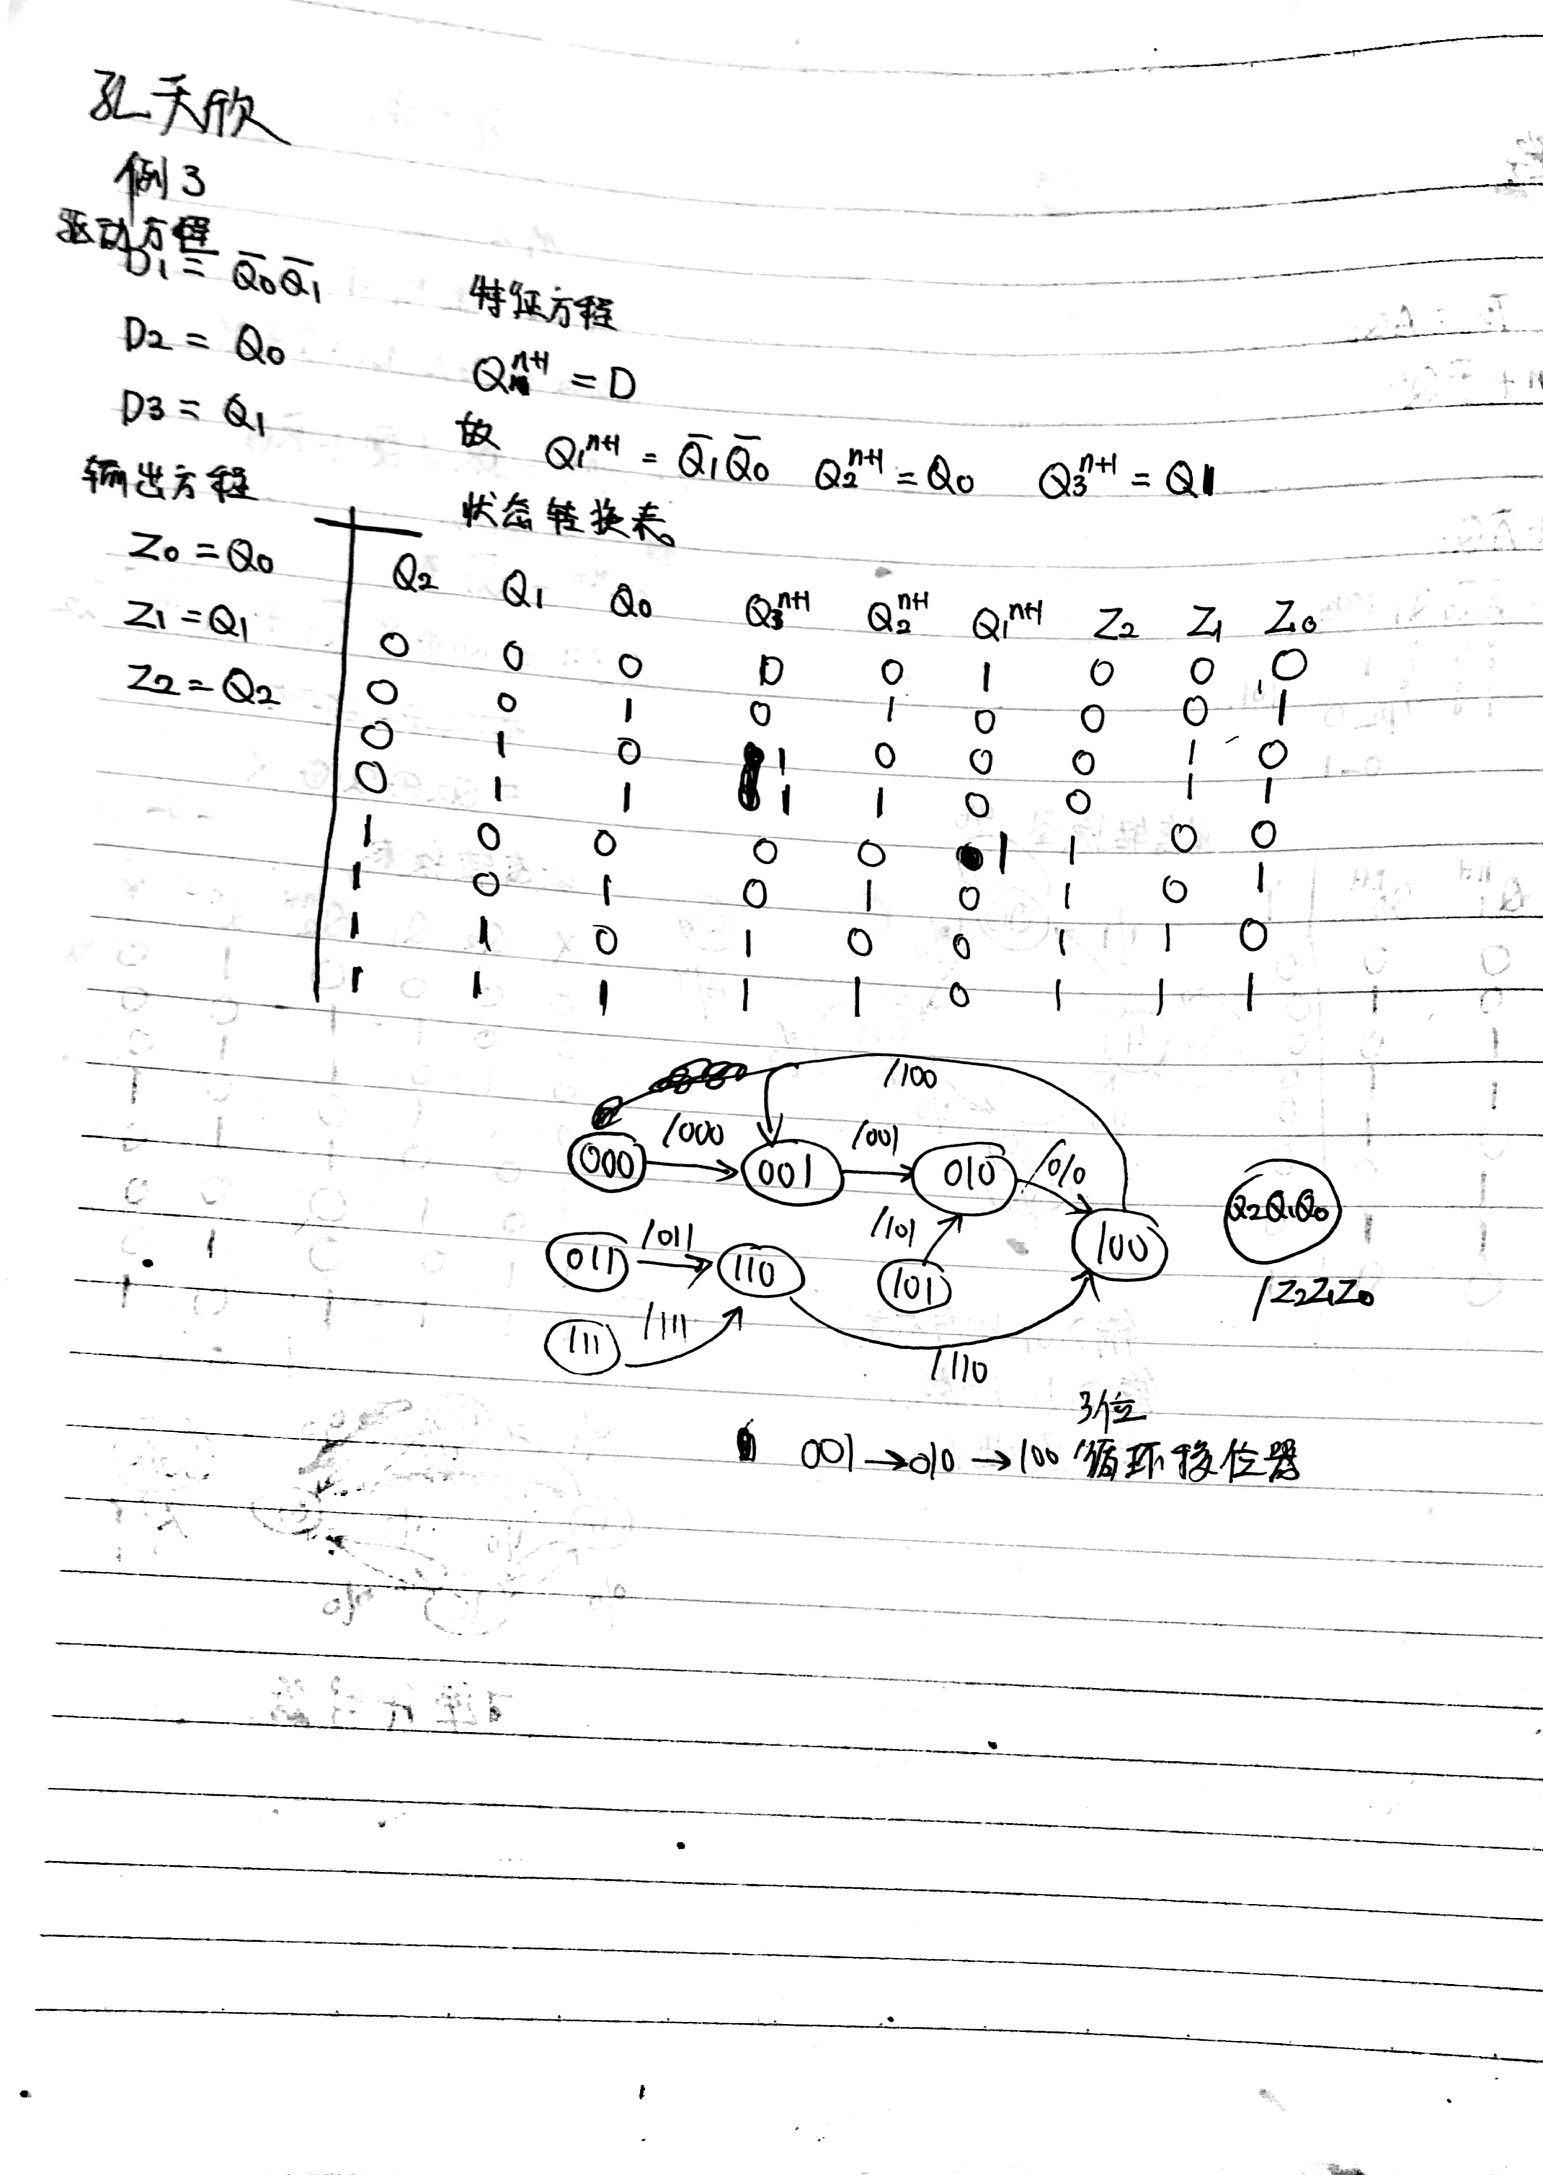 孔天欣
例3
驱动方程
D1 = Q̅0Q̅1
D2 = Q0
D3 = Q1
特征方程
Qⁿ⁺¹ = D
故 Q1ⁿ⁺¹ = Q̅1Q̅0 Q2ⁿ⁺¹ = Q0 Q3ⁿ⁺¹ = Q1
输出方程
Z0 = Q0
Z1 = Q1
Z2 = Q2
状态转换表。
Q2 Q1 Q0 Q3ⁿ⁺¹ Q2ⁿ⁺¹ Q1ⁿ⁺¹ Z2 Z1 Z0
0 0 0 0 0 1 0 0 0
0 0 1 0 1 0 0 0 1
0 1 0 1 0 0 0 1 0
0 1 1 1 1 0 0 1 1
1 0 0 0 0 1 1 0 0
1 0 1 0 1 0 1 0 1
1 1 0 1 0 0 1 1 0
1 1 1 1 1 0 1 1 1
/100
000 /000 001 /001 010 /010 100
Q2Q1Q0
/Z2Z1Z0
011 /011 110 /101 101
111 /111 /110
3位
001→010→100 循环移位器